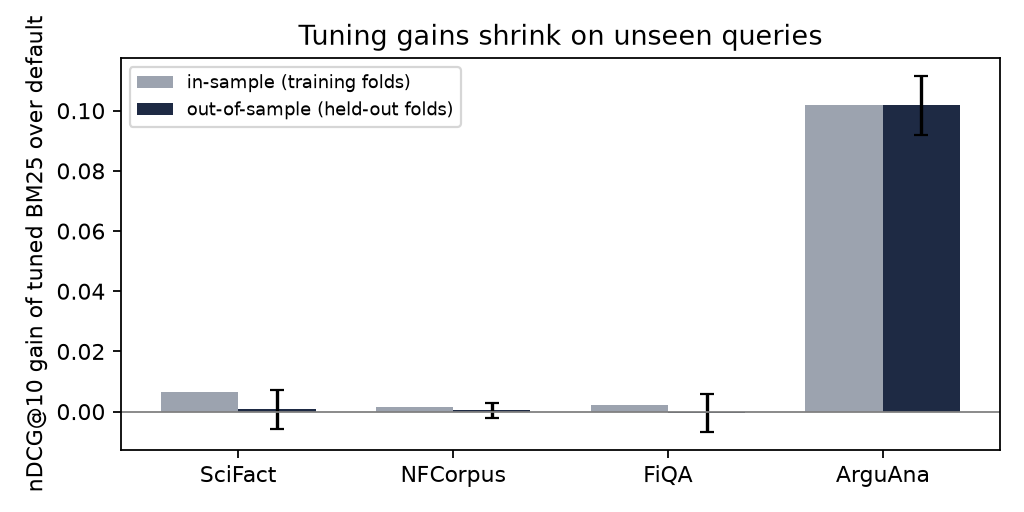 Tuning gains shrink on unseen queries
nDCG@10 gain of tuned BM25 over default
in-sample (training folds)
out-of-sample (held-out folds)
0.10
0.08
0.06
0.04
0.02
0.00
SciFact NFCorpus FiQA ArguAna